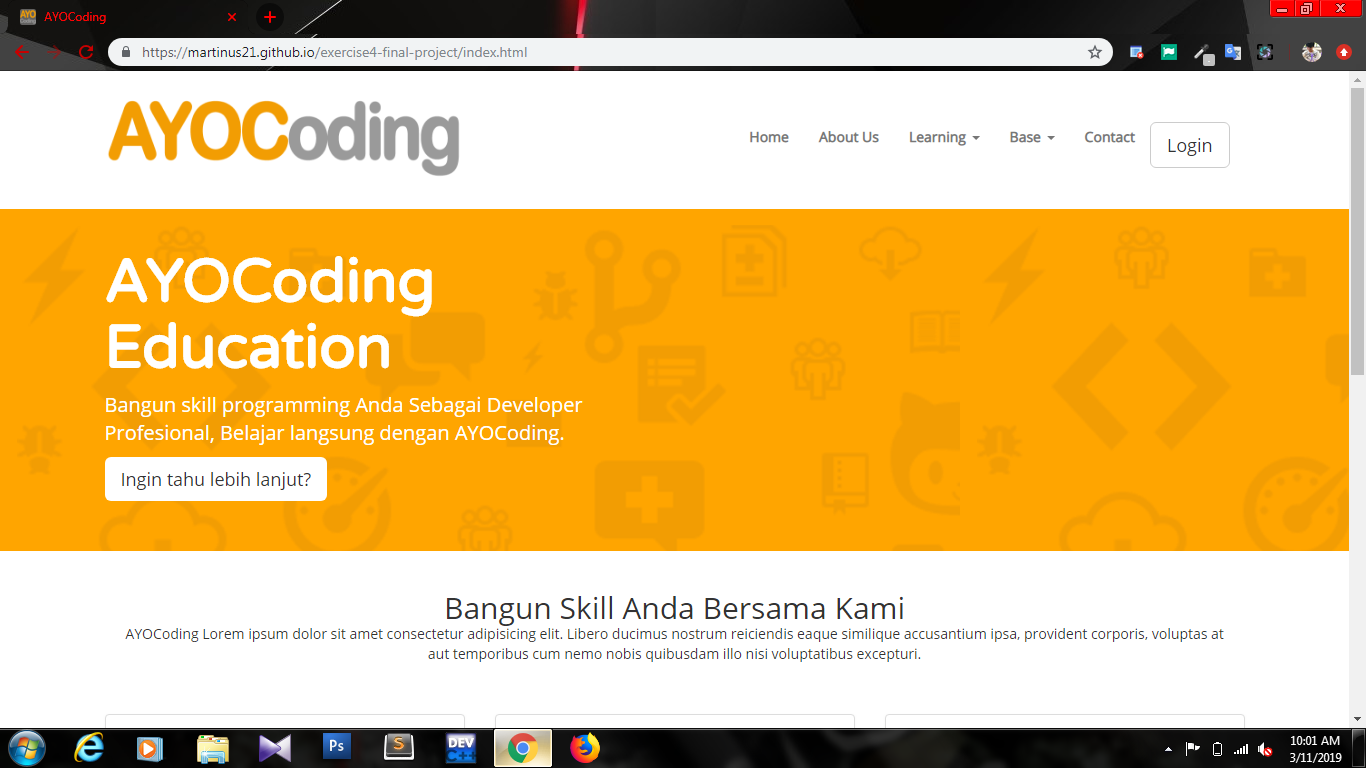 AYOCoding
https://martinus21.github.io/exercise4-final-project/index.html
AYOCoding
Home About Us Learning Base Contact Login
AYOCoding
Education
Bangun skill programming Anda Sebagai Developer
Profesional, Belajar langsung dengan AYOCoding.
Ingin tahu lebih lanjut?
Bangun Skill Anda Bersama Kami
AYOCoding Lorem ipsum dolor sit amet consectetur adipisicing elit. Libero ducimus nostrum reiciendis eaque similique accusantium ipsa, provident corporis, voluptas at
aut temporibus cum nemo nobis quibusdam illo nisi voluptatibus excepturi.
Ps
S
DEV
C++
10:01 AM
3/11/2019